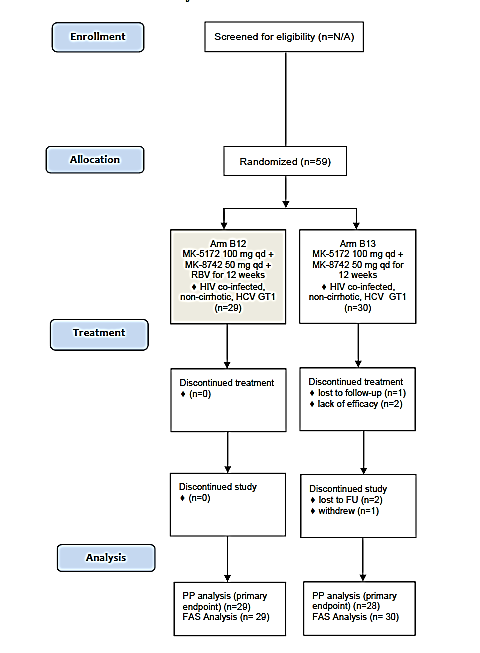 Enrollment
Screened for eligibility (n=N/A)
Allocation
Randomized (n=59)
Arm B12
MK-5172 100 mg qd +
MK-8742 50 mg qd +
RBV for 12 weeks
♦ HIV co-infected,
non-cirrhotic, HCV GT1
(n=29)
Arm B13
MK-5172 100 mg qd +
MK-8742 50 mg qd for
12 weeks
♦ HIV co-infected,
non-cirrhotic, HCV GT1
(n=30)
Treatment
Discontinued treatment
♦ (n=0)
Discontinued treatment
♦ lost to follow-up (n=1)
♦ lack of efficacy (n=2)
Discontinued study
♦ (n=0)
Discontinued study
♦ lost to FU (n=2)
♦ withdrew (n=1)
Analysis
PP analysis (primary
endpoint) (n=29)
FAS Analysis (n= 29)
PP analysis (primary
endpoint) (n=28)
FAS Analysis (n= 30)